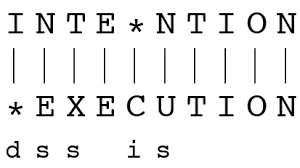 I N T E * N T I O N
| | | | | | | | | |
* E X E C U T I O N
d s s i s